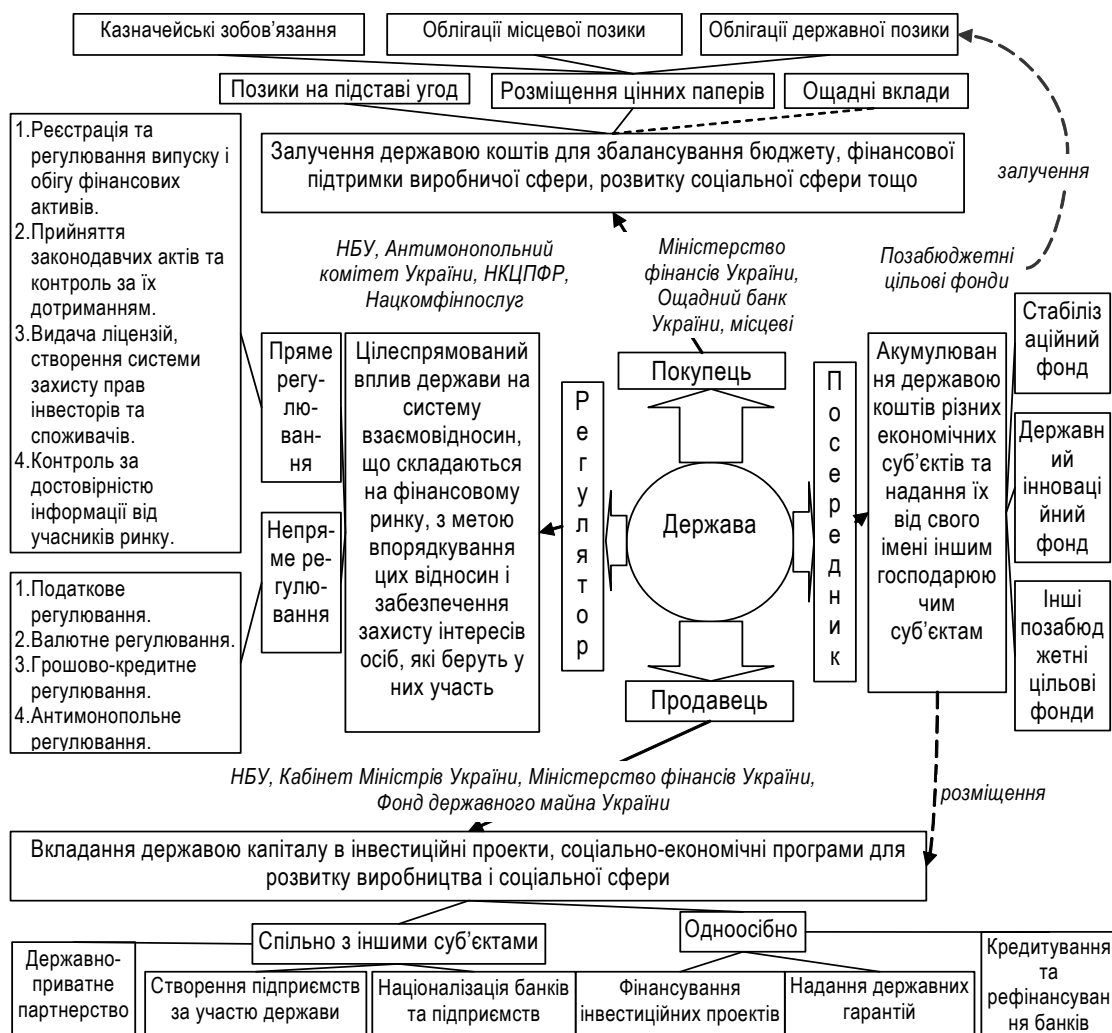 Казначейські зобов’язання
Облігації місцевої позики
Облігації державної позики
Позики на підставі угод
Розміщення цінних паперів
Ощадні вклади
Залучення державою коштів для збалансування бюджету, фінансової
підтримки виробничої сфери, розвитку соціальної сфери тощо
залучення
1.Реєстрація та
регулювання випуску і
обігу фінансових
активів.
2.Прийняття
законодавчих актів та
контроль за їх
дотриманням.
3.Видача ліцензій,
створення системи
захисту прав
інвесторів та
споживачів.
4.Контроль за
достовірністю
інформації від
учасників ринку.
НБУ, Антимонопольний
комітет України, НКЦПФР,
Нацкомфінпослуг
Міністерство
фінансів України,
Ощадний банк
України, місцеві
Позабюджетні
цільові фонди
Пряме
регу-
люван-
ня
Непря-
ме ре-
гулю-
вання
1.Податкове
регулювання.
2.Валютне регулювання.
3.Грошово-кредитне
регулювання.
4.Антимонопольне
регулювання.
Цілеспрямований
вплив держави на
систему
взаємовідносин,
що складаються
на фінансовому
ринку, з метою
впорядкування
цих відносин і
забезпечення
захисту інтересів
осіб, які беруть у
них участь
Регулятор
Покупець
Держава
Продавець
Посередник
Акумулюван
ня державою
коштів різних
економічних
суб’єктів та
надання їх
від свого
імені іншим
господарюю
чим
суб’єктам
Стабіліз
аційний
фонд
Державн
ий
інноваці
йний
фонд
Інші
позабюд
жетні
цільові
фонди
НБУ, Кабінет Міністрів України, Міністерство фінансів України,
Фонд державного майна України
розміщення
Вкладання державою капіталу в інвестиційні проекти, соціально-економічні програми для
розвитку виробництва і соціальної сфери
Спільно з іншими суб’єктами
Одноосібно
Державно-
приватне
партнерство
Створення підприємств
за участю держави
Націоналізація банків
та підприємств
Фінансування
інвестиційних проектів
Надання державних
гарантій
Кредитування
та
рефінансуван
ня банків